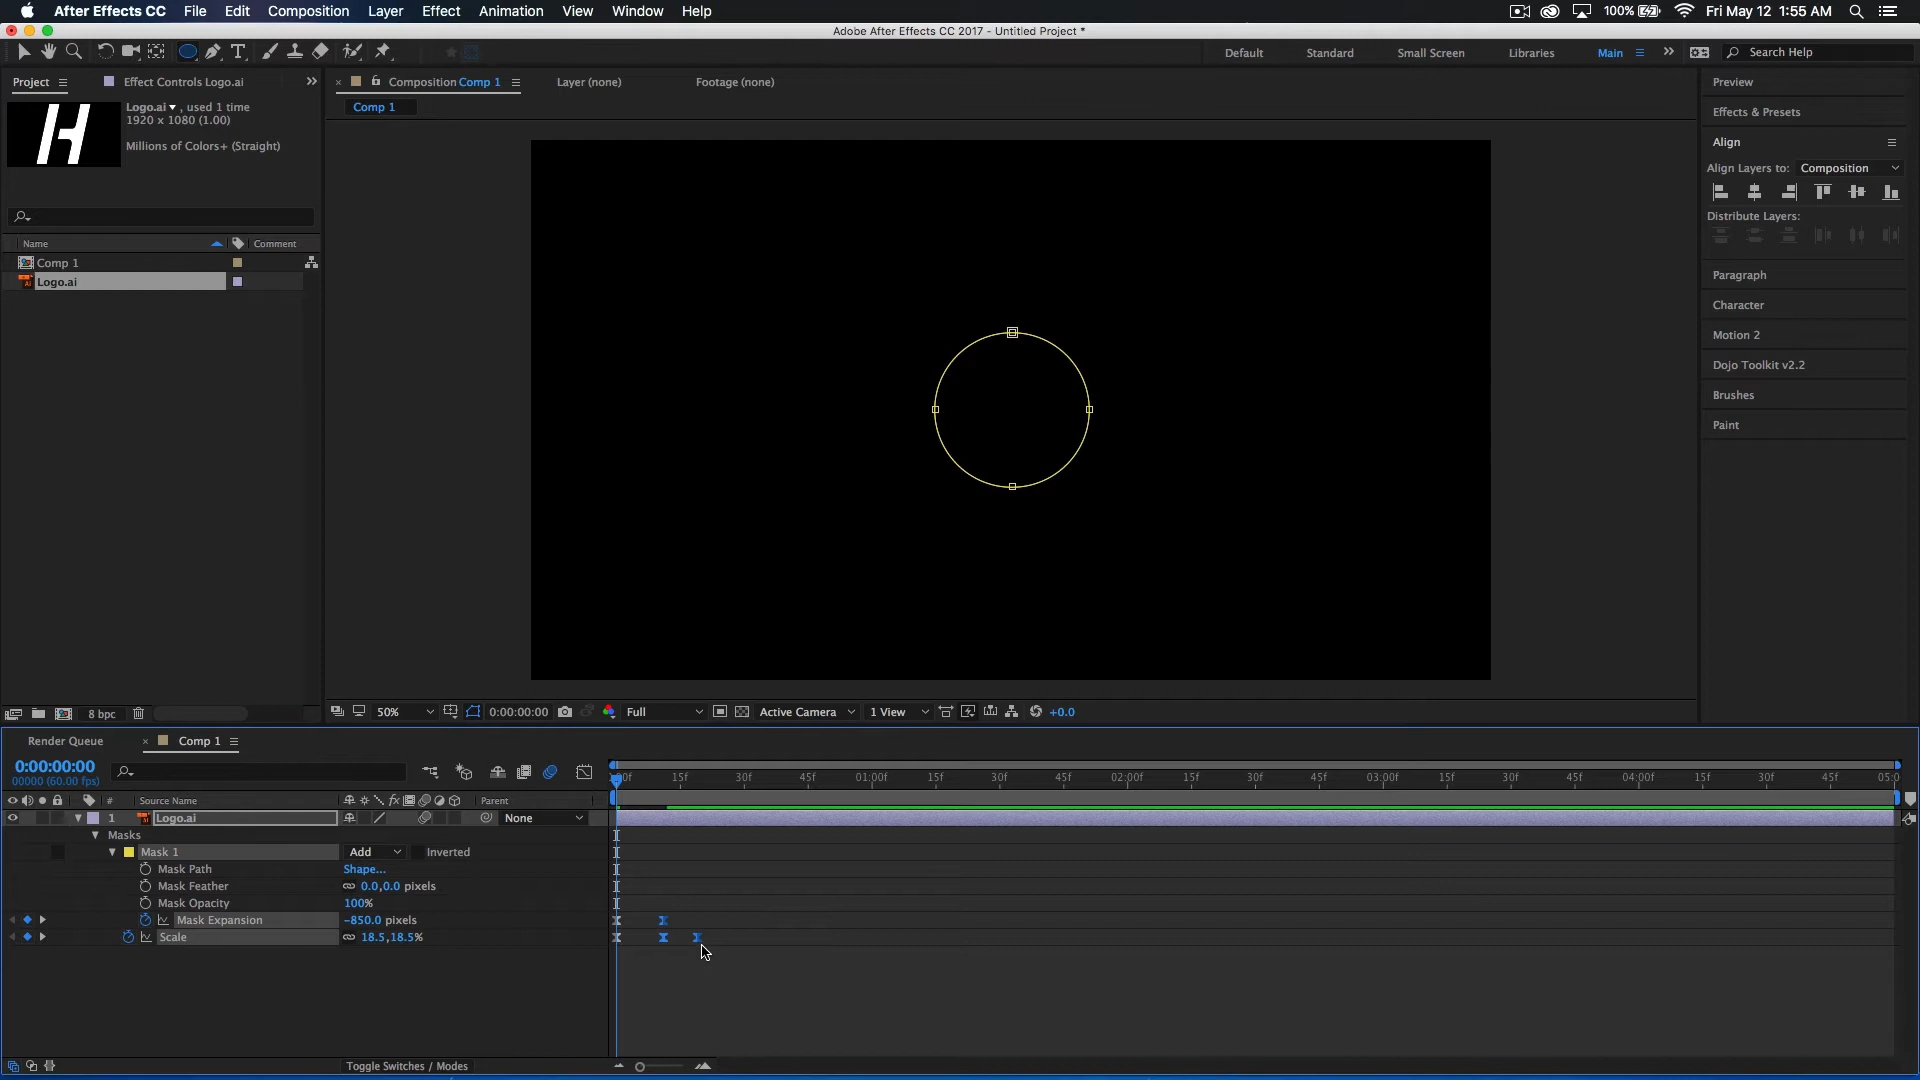 After Effects CC File Edit Composition Layer Effect Animation View Window Help 100% Fri May 12 1:55 AM
Adobe After Effects CC 2017 - Untitled Project *
T Default Standard Small Screen Libraries Main Search Help
Project Effect Controls Logo.ai Composition Comp 1 Layer (none) Footage (none) Preview
Logo.ai , used 1 time
1920 x 1080 (1.00)
Millions of Colors+ (Straight)
H
Comp 1
Effects & Presets
Align
Align Layers to: Composition
Distribute Layers:
Name Comment
Comp 1
Logo.ai
Paragraph
Character
Motion 2
Dojo Toolkit v2.2
Brushes
Paint
8 bpc 50% 0:00:00:00 Full Active Camera 1 View +0.0
Render Queue Comp 1
0:00:00:00
00000 (60.00 fps)
:00f 15f 30f 45f 01:00f 15f 30f 45f 02:00f 15f 30f 45f 03:00f 15f 30f 45f 04:00f 15f 30f 45f 05:0
# Source Name fx Parent
1 Logo.ai None
Masks
Mask 1 Add Inverted
Mask Path Shape...
Mask Feather 0.0,0.0 pixels
Mask Opacity 100%
Mask Expansion -850.0 pixels
Scale 18.5,18.5%
Toggle Switches / Modes